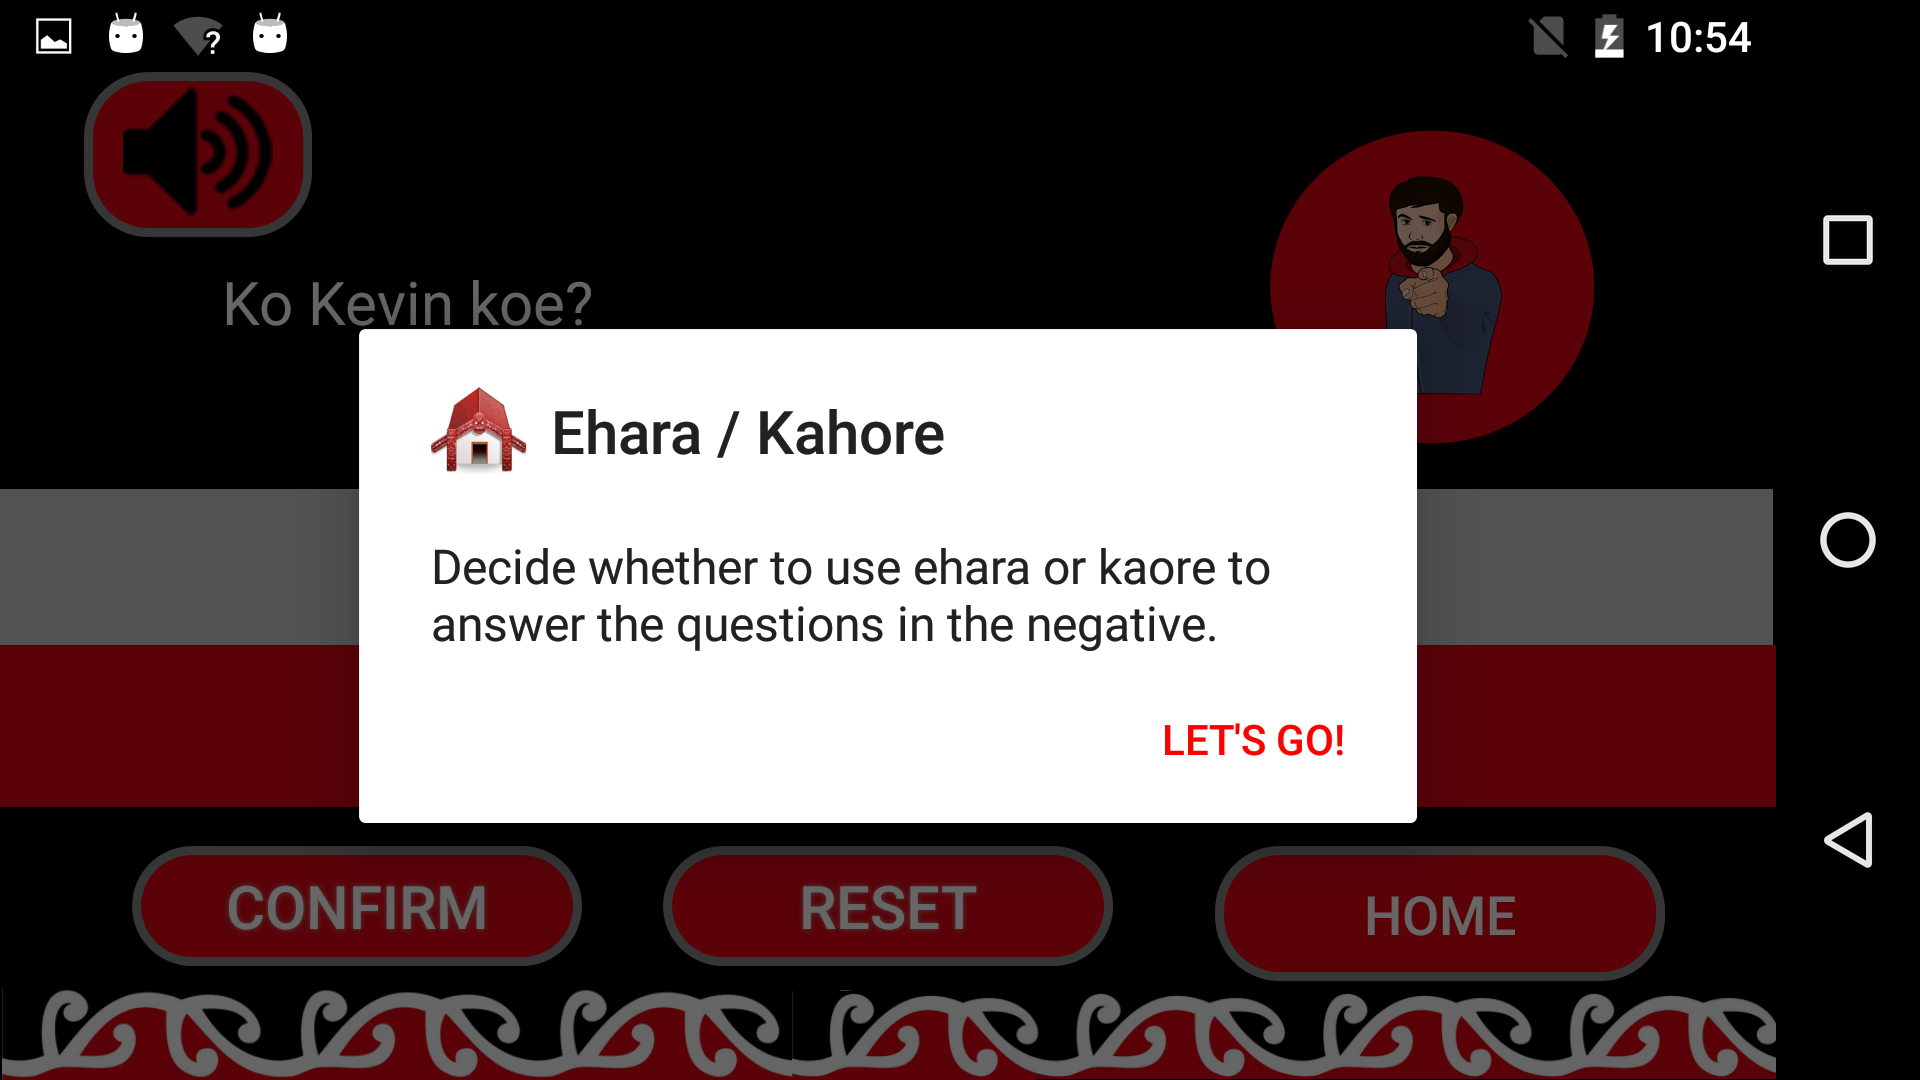 10:54
Ko Kevin koe?
Ehara / Kahore
Decide whether to use ehara or kaore to
answer the questions in the negative.
LET'S GO!
CONFIRM
RESET
HOME